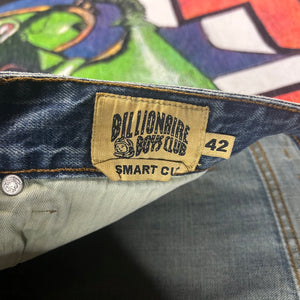 BILLIONAIRE
BOYS CLUB
42
SMART CU